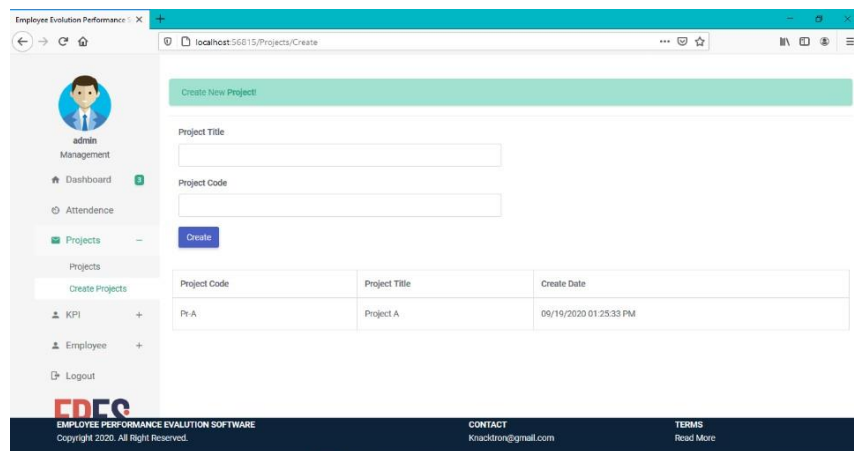 Employee Evolution Performance S
localhost:56815/Projects/Create
admin
Management
Dashboard 3
Attendence
Projects
Projects
Create Projects
KPI
Employee
Logout
EPES
Create New Project!
Project Title
Project Code
Create
Project Code Project Title Create Date
Pr-A Project A 09/19/2020 01:25:33 PM
EMPLOYEE PERFORMANCE EVALUTION SOFTWARE
Copyright 2020. All Right Reserved.
CONTACT
Knacktron@gmail.com
TERMS
Read More